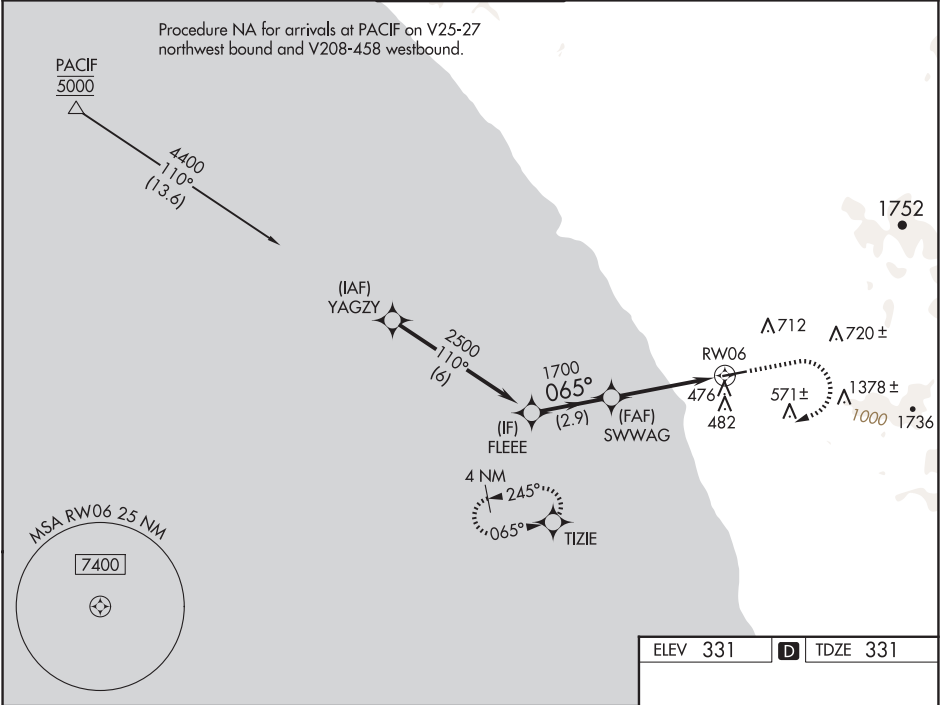 Procedure NA for arrivals at PACIF on V25-27
northwest bound and V208-458 westbound.
PACIF
5000
4400
110°
(13.6)
1752
(IAF)
YAGZY
2500
110°
(6)
712
720±
RW06
1700
065°
(2.9)
476
482
571±
1378±
1000
1736
(IF)
FLEEE
(FAF)
SWWAG
4 NM
245°
065°
TIZIE
MSA RW06 25 NM
7400
ELEV 331 D TDZE 331